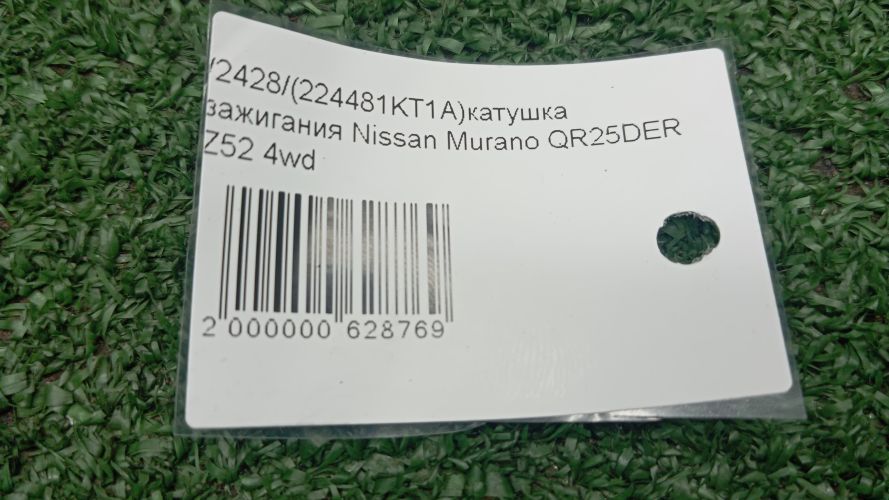 /2428/(224481KT1A)катушка
зажигания Nissan Murano QR25DER
Z52 4wd
2 000000 628769